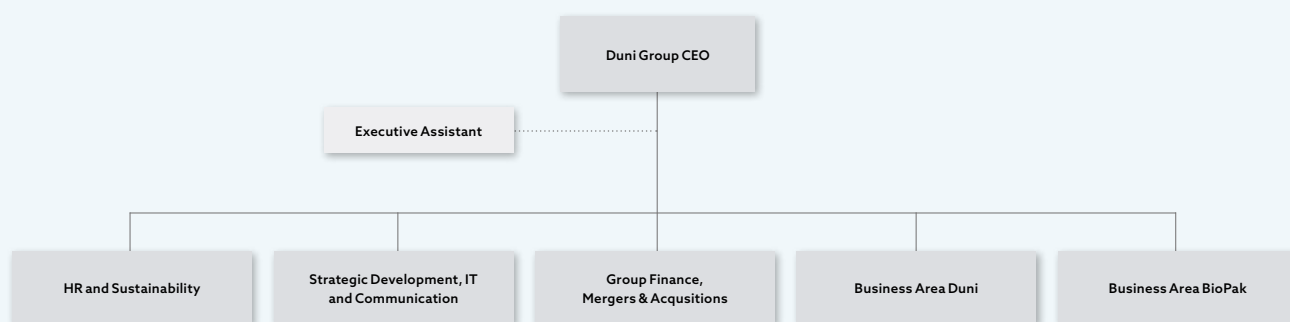 Duni Group CEO
Executive Assistant
HR and Sustainability
Strategic Development, IT
and Communication
Group Finance,
Mergers & Acqusitions
Business Area Duni
Business Area BioPak